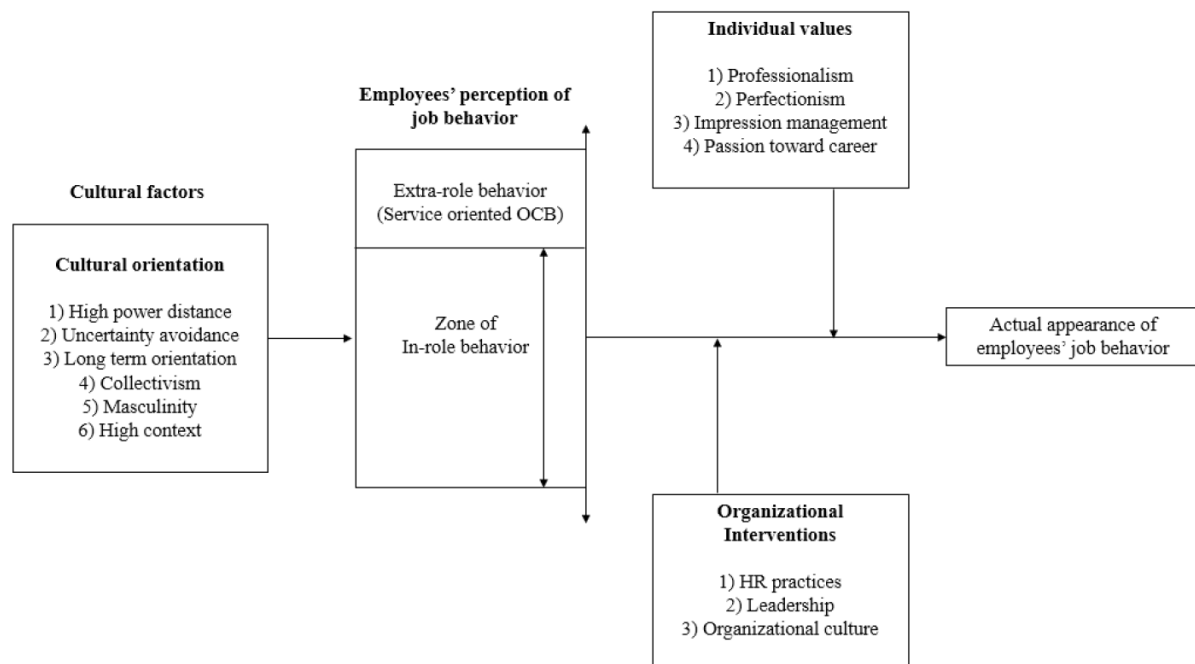 Cultural factors
Cultural orientation
1) High power distance
2) Uncertainty avoidance
3) Long term orientation
4) Collectivism
5) Masculinity
6) High context
Employees' perception of
job behavior
Extra-role behavior
(Service oriented OCB)
Zone of
In-role behavior
Individual values
1) Professionalism
2) Perfectionism
3) Impression management
4) Passion toward career
Organizational
Interventions
1) HR practices
2) Leadership
3) Organizational culture
Actual appearance of
employees' job behavior